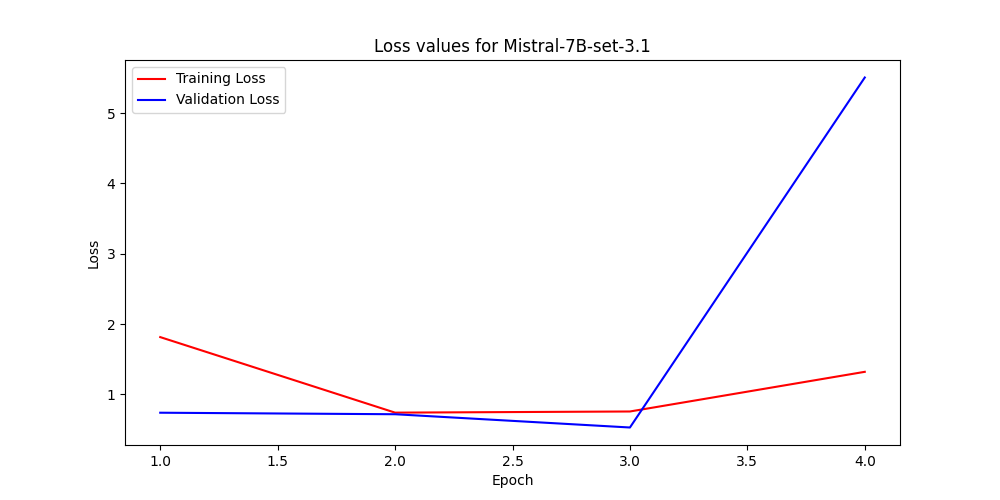 Loss values for Mistral-7B-set-3.1
Training Loss
Validation Loss
5
4
3
2
1
Loss
1.0 1.5 2.0 2.5 3.0 3.5 4.0
Epoch